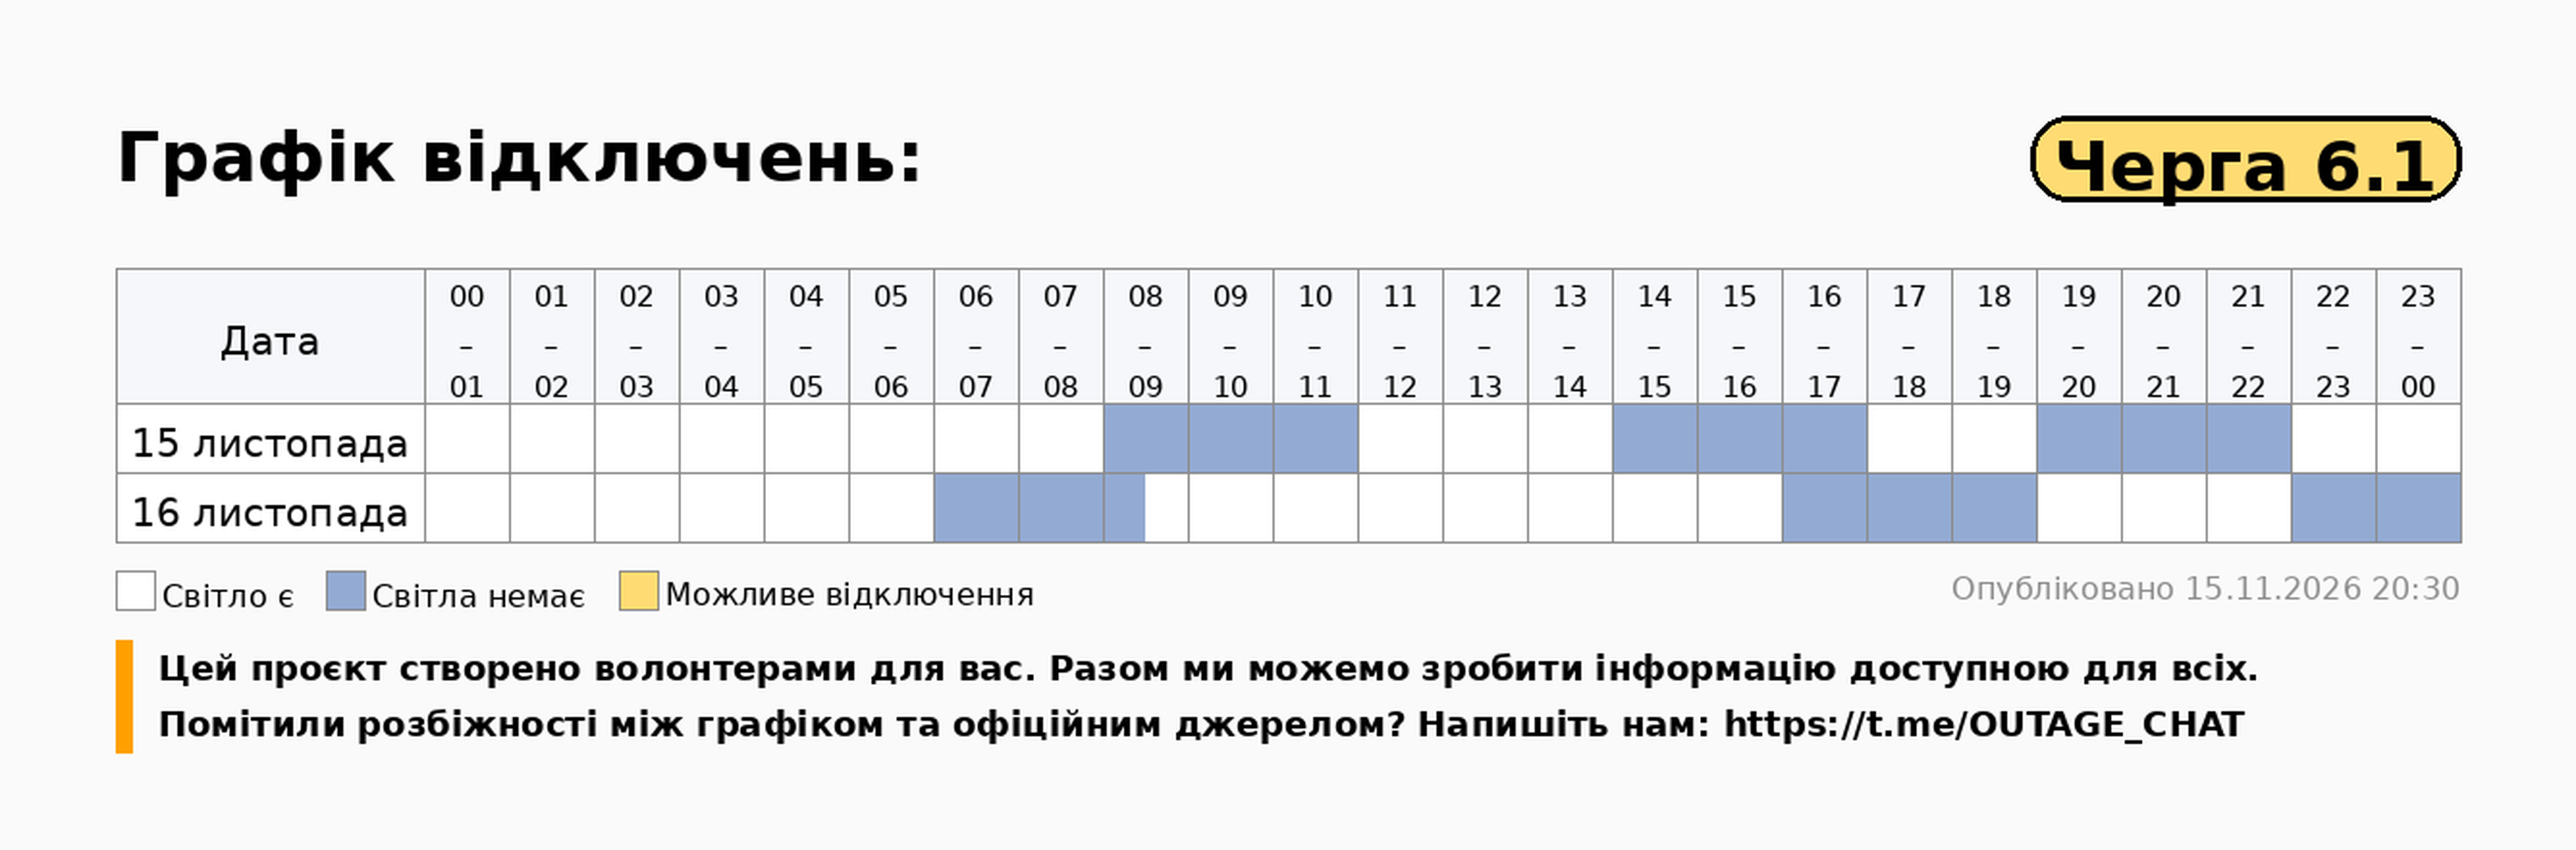 Графік відключень:
Черга 6.1
Дата
00 – 01
01 – 02
02 – 03
03 – 04
04 – 05
05 – 06
06 – 07
07 – 08
08 – 09
09 – 10
10 – 11
11 – 12
12 – 13
13 – 14
14 – 15
15 – 16
16 – 17
17 – 18
18 – 19
19 – 20
20 – 21
21 – 22
22 – 23
23 – 00
15 листопада
16 листопада
Світло є
Світла немає
Можливе відключення
Опубліковано 15.11.2026 20:30
Цей проєкт створено волонтерами для вас. Разом ми можемо зробити інформацію доступною для всіх.
Помітили розбіжності між графіком та офіційним джерелом? Напишіть нам: https://t.me/OUTAGE_CHAT